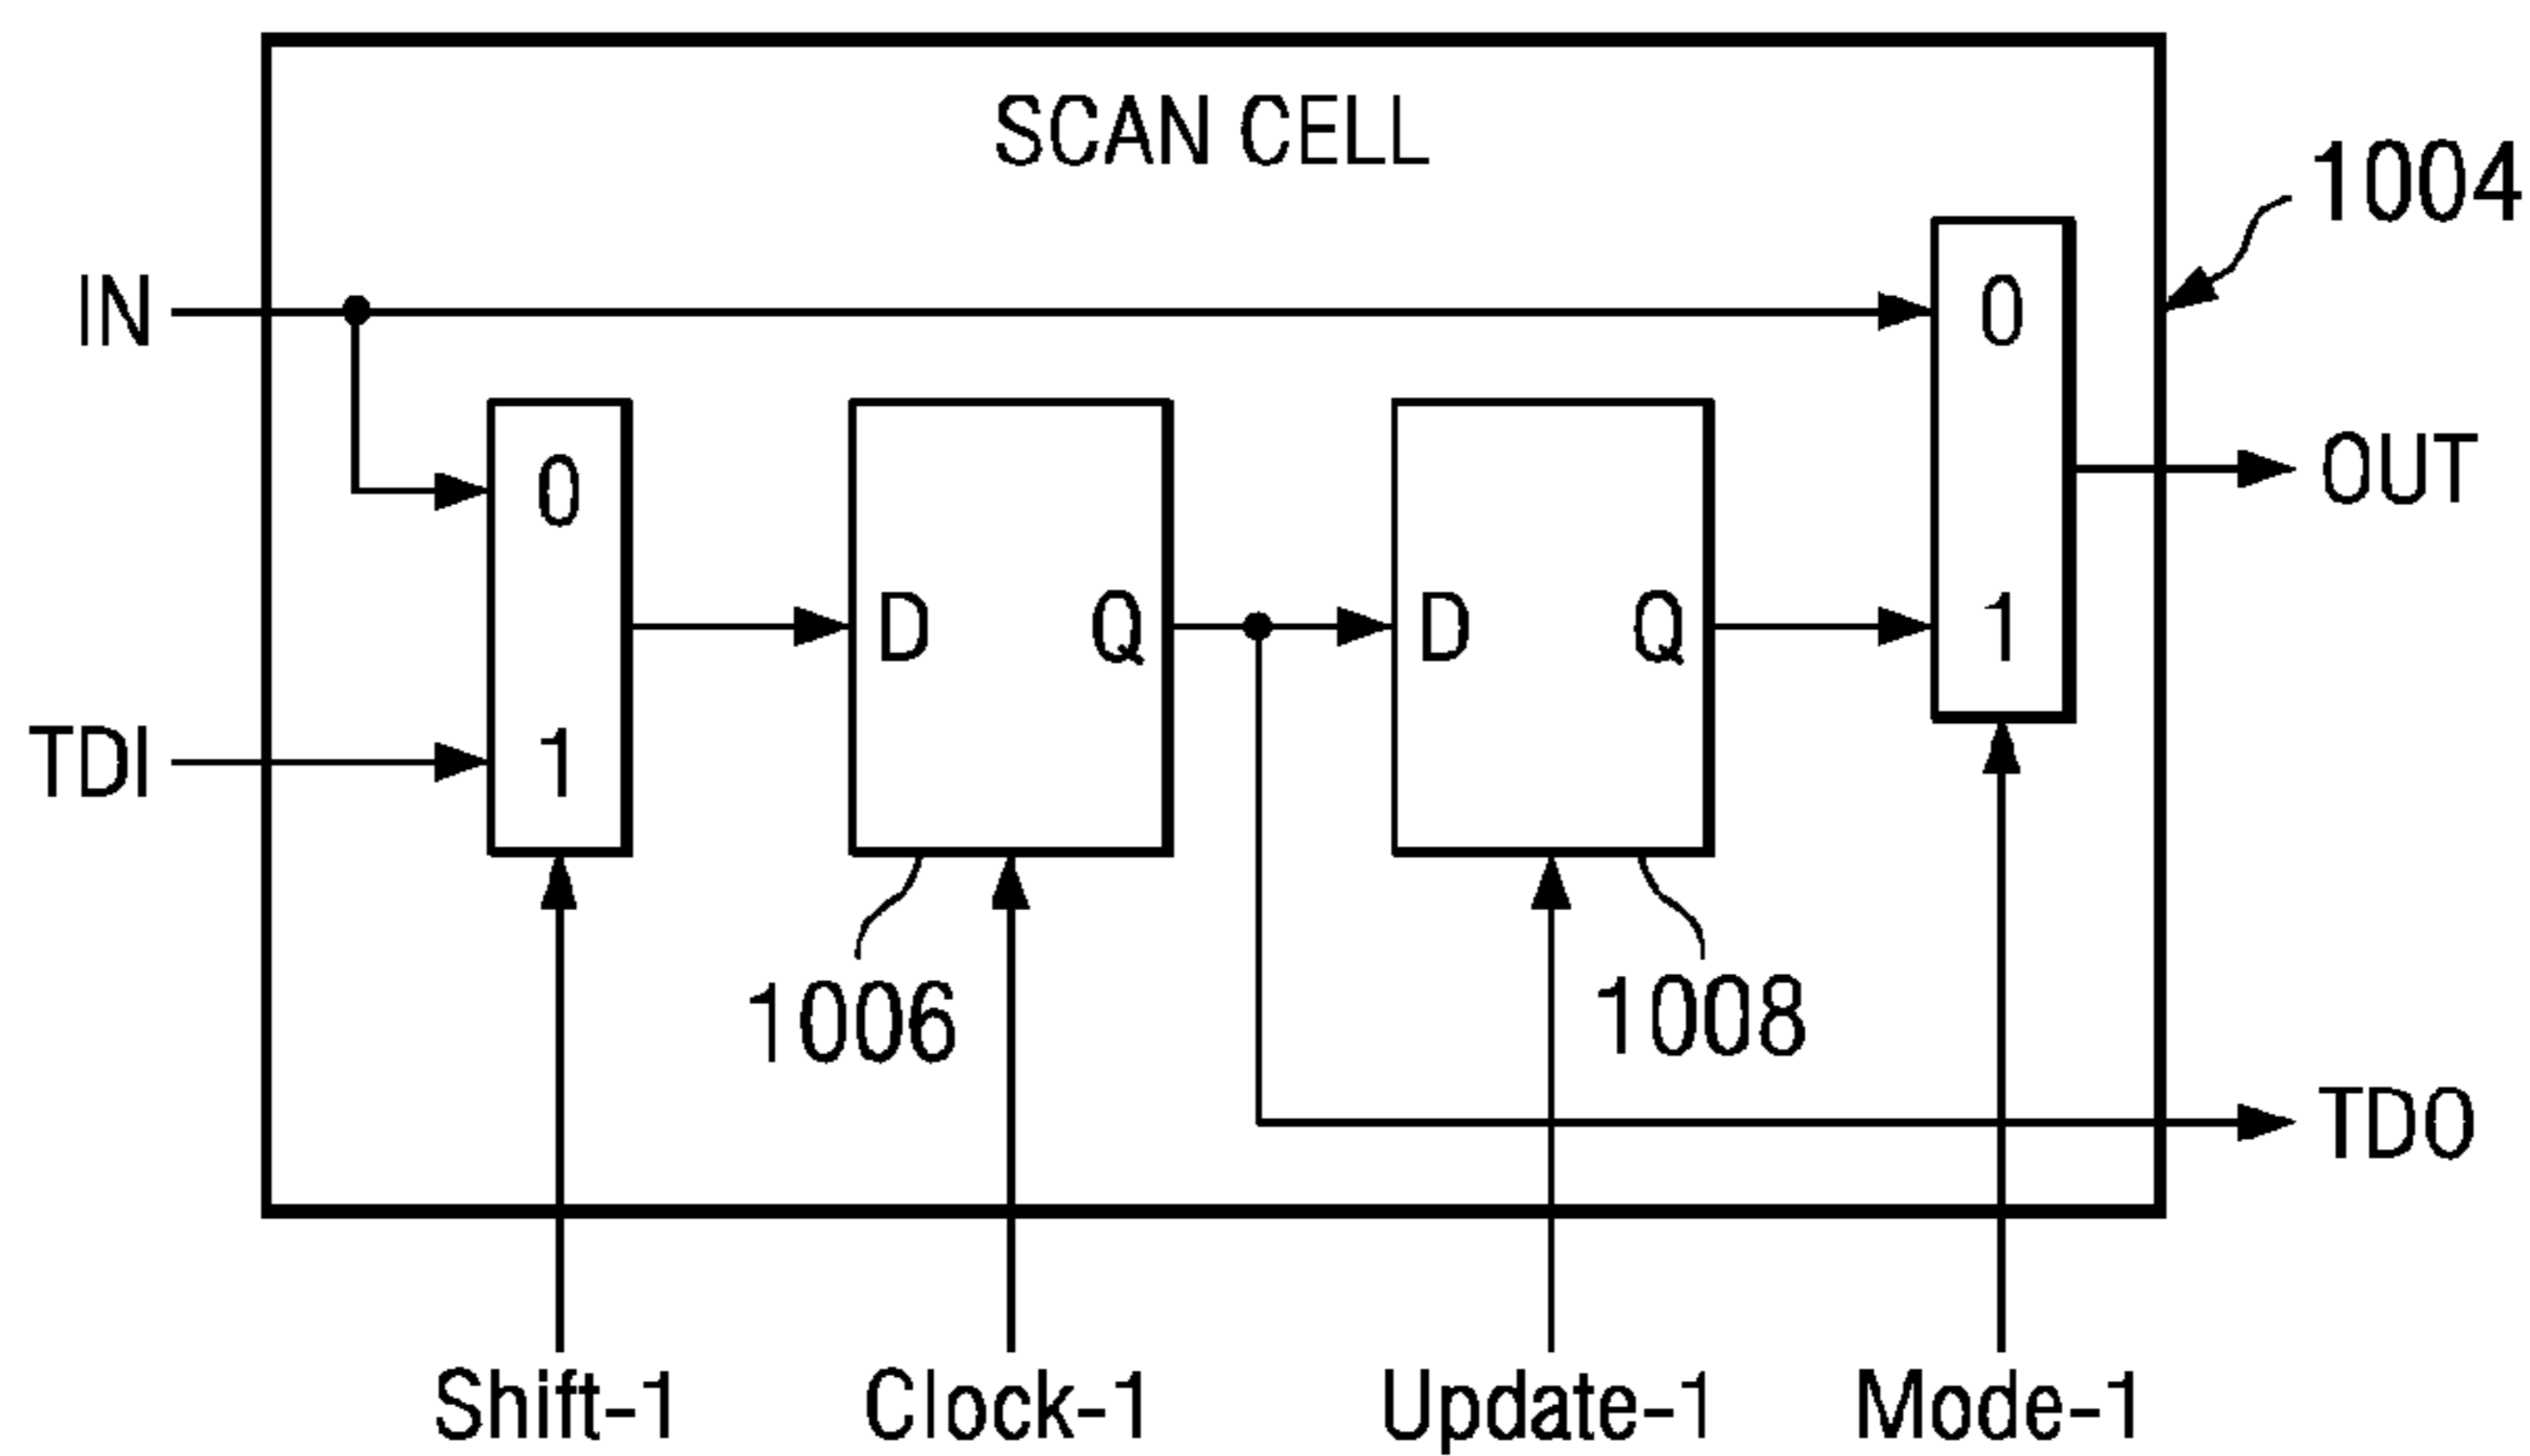 SCAN CELL
1004
IN
0
0
OUT
D
Q
D
Q
1
TDI
1
1006
1008
TDO
Shift-1
Clock-1
Update-1
Mode-1